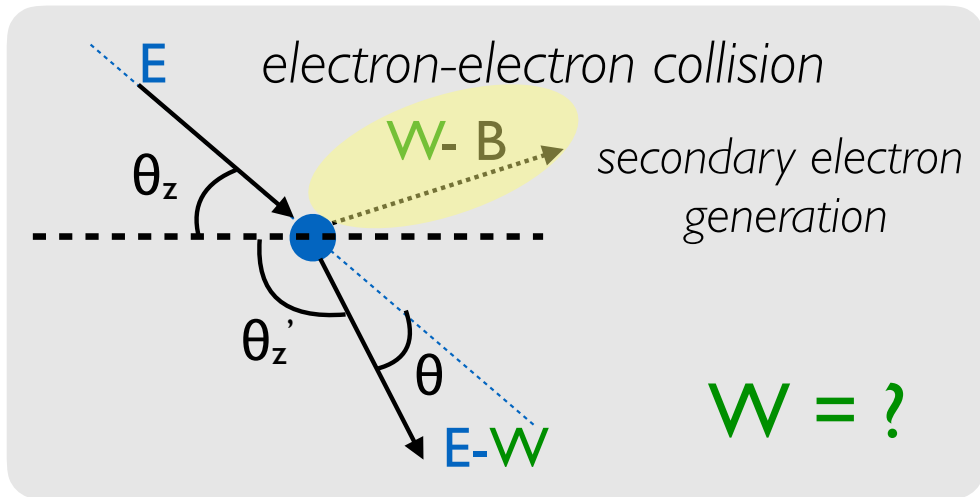 E
electron-electron collision
W- B
secondary electron
generation
θz
θz’
θ
E-W
W = ?